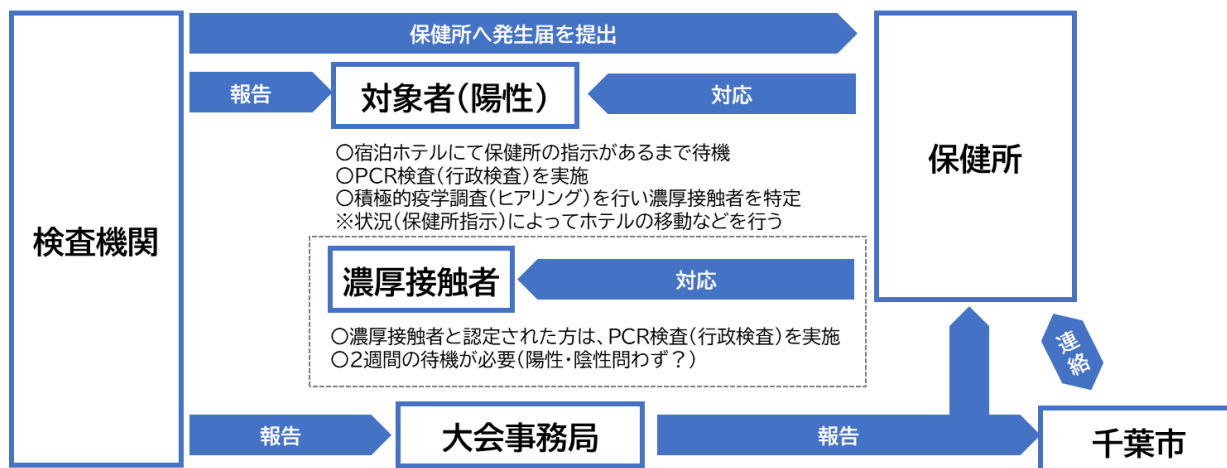 保健所へ発生届を提出
報告
対象者(陽性)
対応
○宿泊ホテルにて保健所の指示があるまで待機
○PCR検査(行政検査)を実施
○積極的疫学調査(ヒアリング)を行い濃厚接触者を特定
※状況(保健所指示)によってホテルの移動などを行う
保健所
検査機関
濃厚接触者
対応
○濃厚接触者と認定された方は、PCR検査(行政検査)を実施
○2週間の待機が必要(陽性・陰性問わず？)
連絡
報告
大会事務局
報告
千葉市